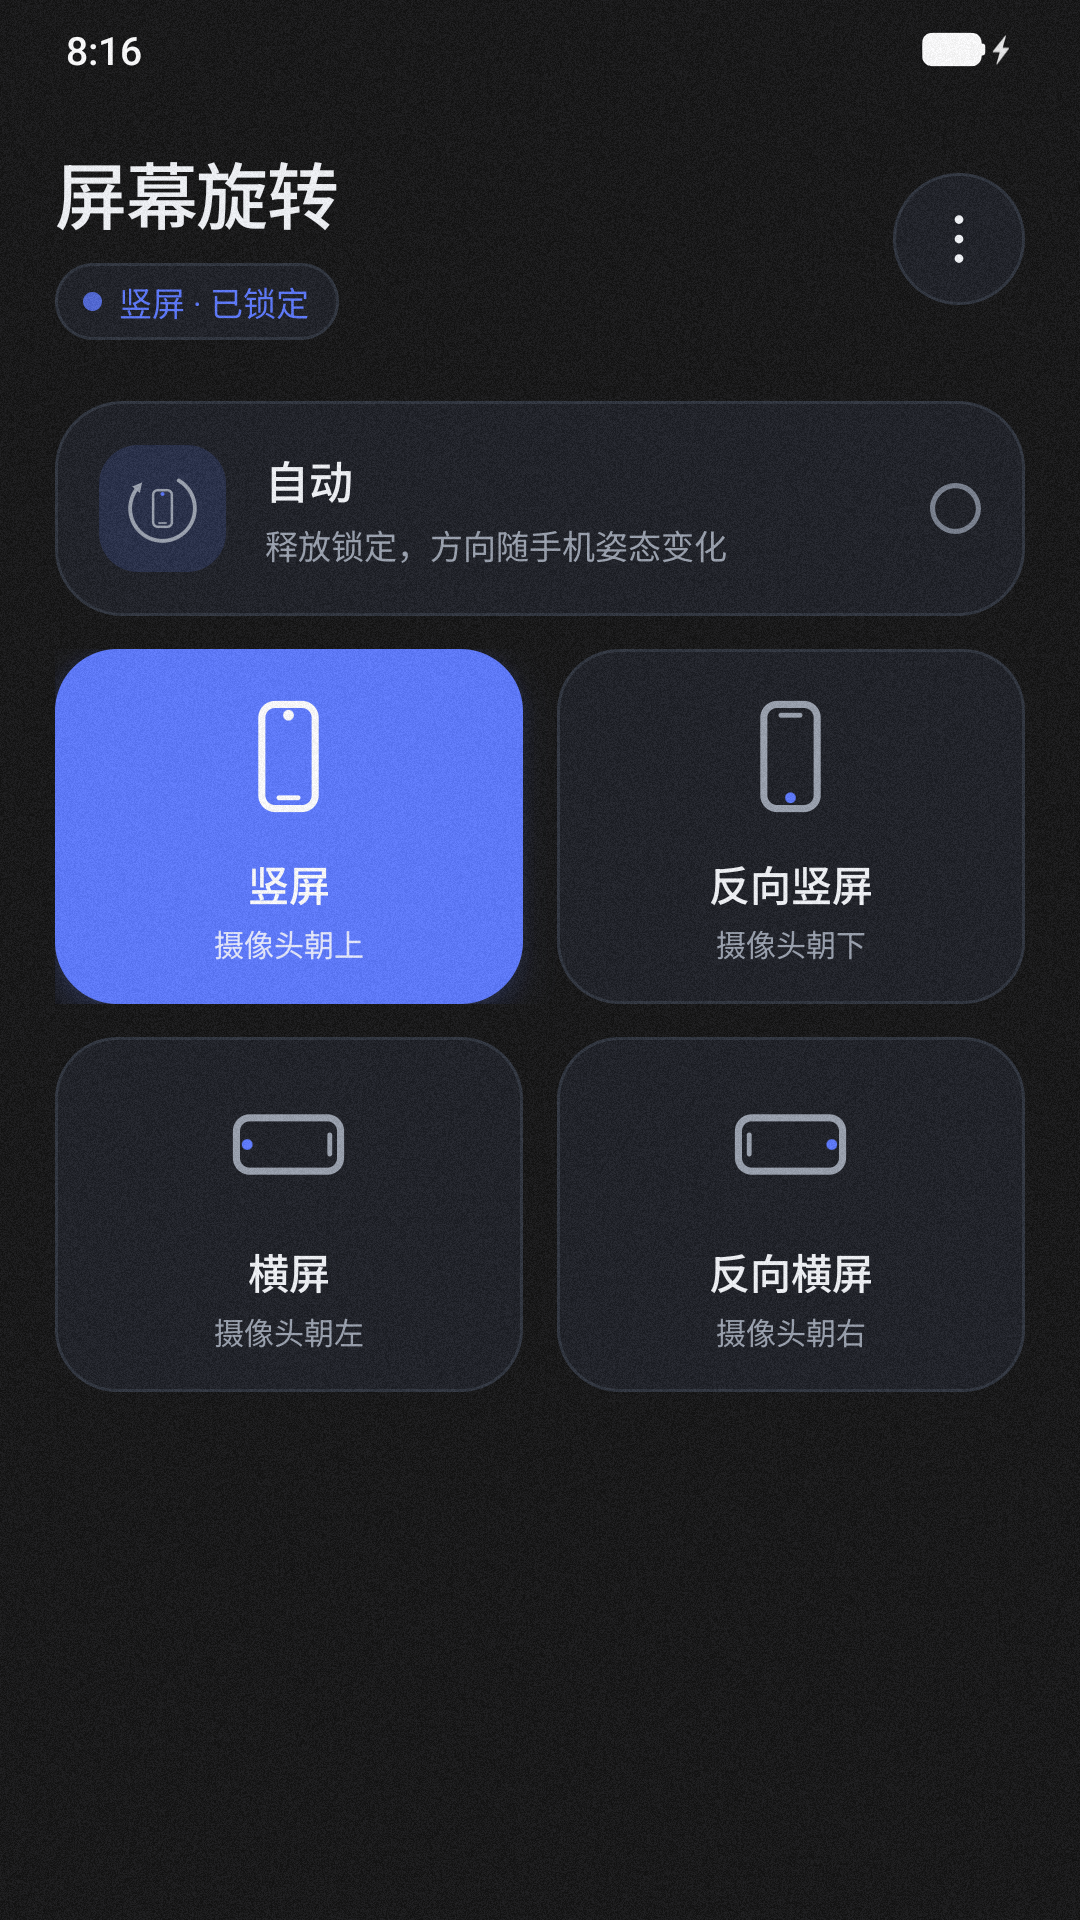 8:16
屏幕旋转
竖屏 · 已锁定
自动
释放锁定，方向随手机姿态变化
竖屏
摄像头朝上
反向竖屏
摄像头朝下
横屏
摄像头朝左
反向横屏
摄像头朝右